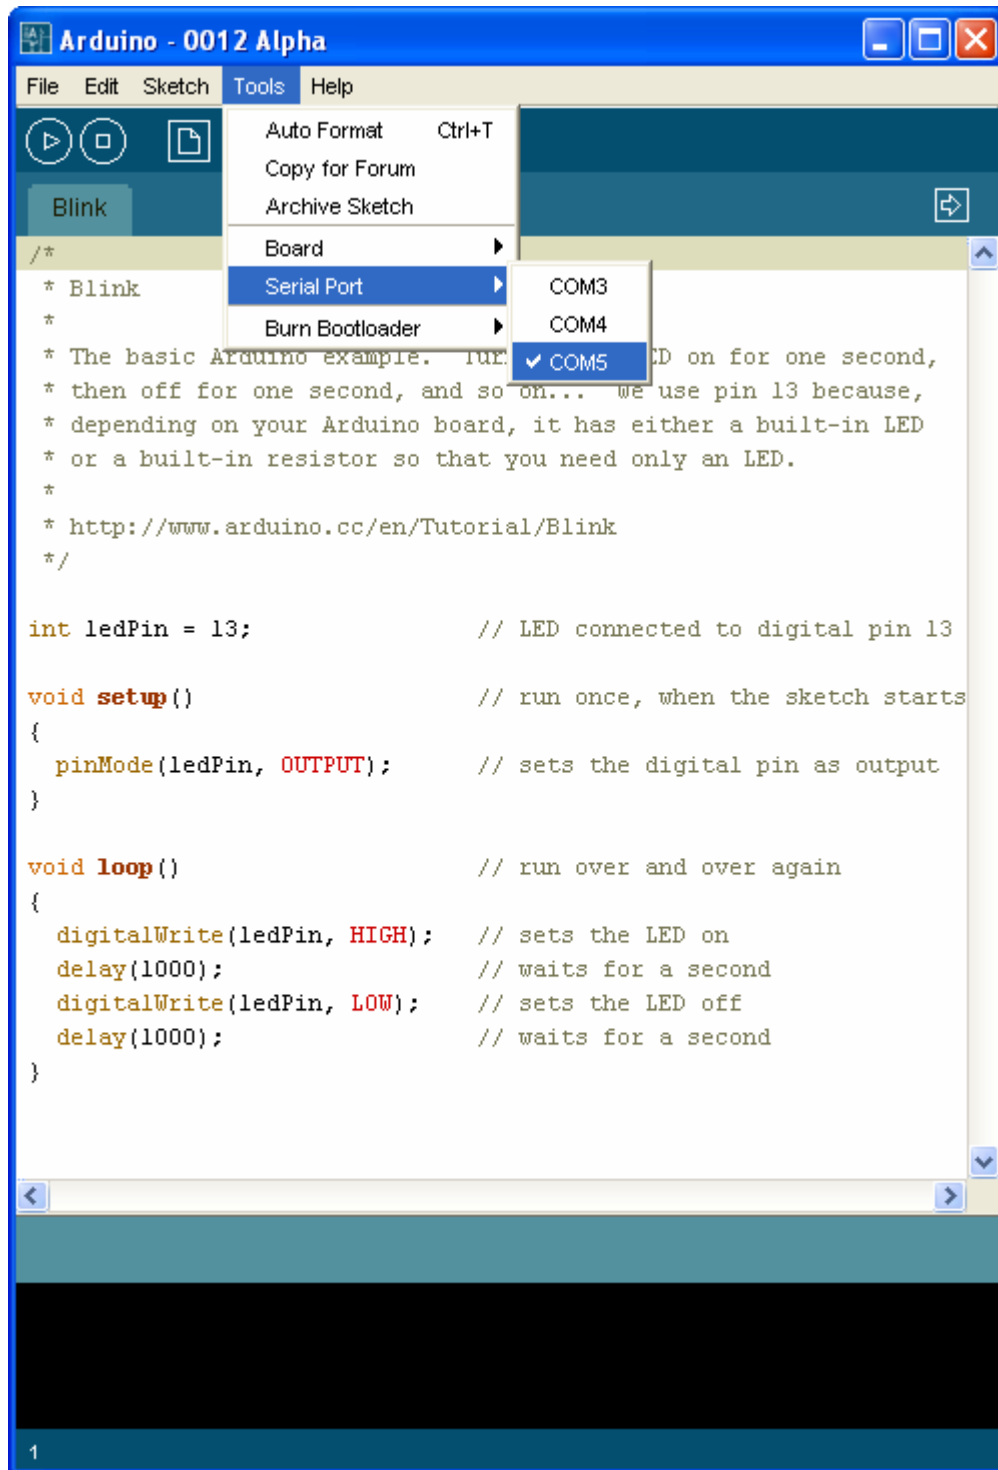 Arduino - 0012 Alpha
File Edit Sketch Tools Help
Auto Format Ctrl+T
Copy for Forum
Archive Sketch
Board
Serial Port
Burn Bootloader
COM3
COM4
COM5
Blink
/*
* Blink
*
* The basic Arduino example. D on for one second,
* then off for one second, and so on... We use pin 13 because,
* depending on your Arduino board, it has either a built-in LED
* or a built-in resistor so that you need only an LED.
*
* http://www.arduino.cc/en/Tutorial/Blink
*/
int ledPin = 13; // LED connected to digital pin 13
void setup() // run once, when the sketch starts
{
pinMode(ledPin, OUTPUT); // sets the digital pin as output
}
void loop() // run over and over again
{
digitalWrite(ledPin, HIGH); // sets the LED on
delay(1000); // waits for a second
digitalWrite(ledPin, LOW); // sets the LED off
delay(1000); // waits for a second
}
1